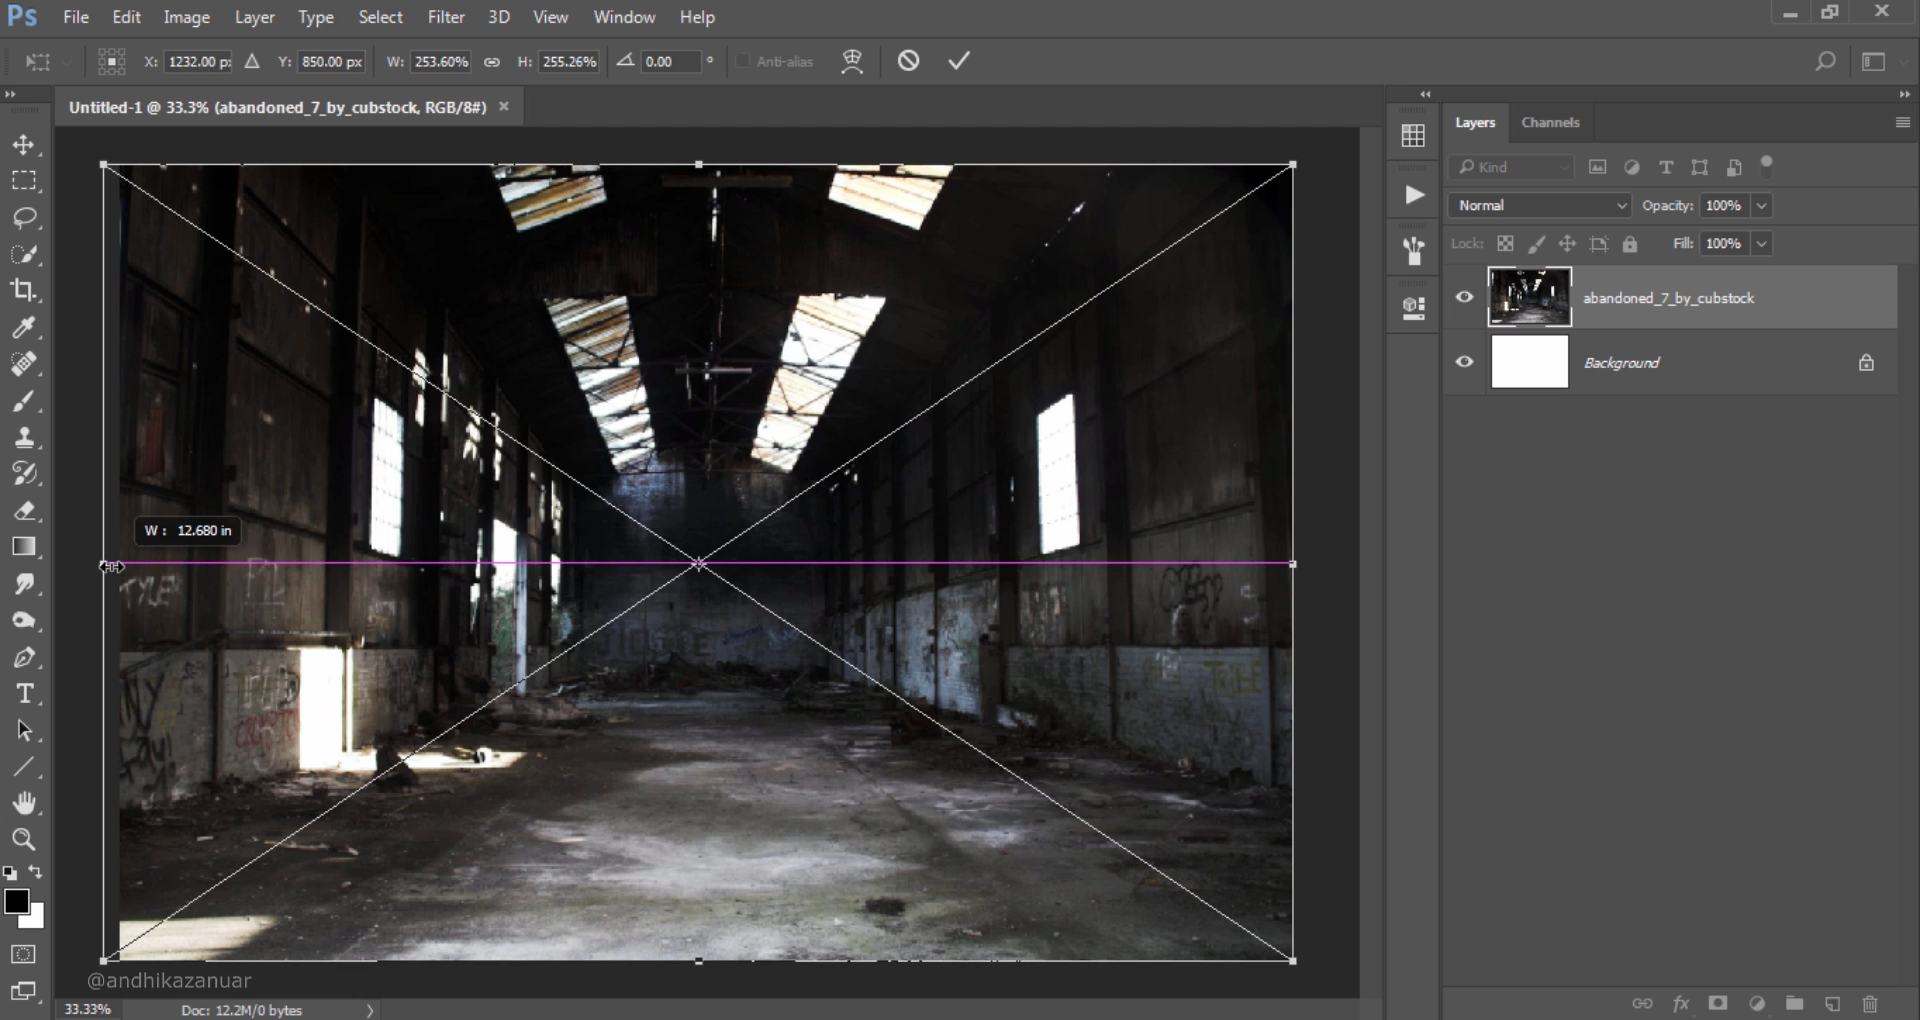 Ps File Edit Image Layer Type Select Filter 3D View Window Help
X: 1232.00 p Y: 850.00 px W: 253.60% H: 255.26% 0.00 ° Anti-alias
Untitled-1 @ 33.3% (abandoned_7_by_cubstock, RGB/8#) ×
Layers Channels
Kind
Normal Opacity: 100%
Lock: Fill: 100%
abandoned_7_by_cubstock
Background
W : 12.680 in
@andhikazanuar
33.33% Doc: 12.2M/0 bytes